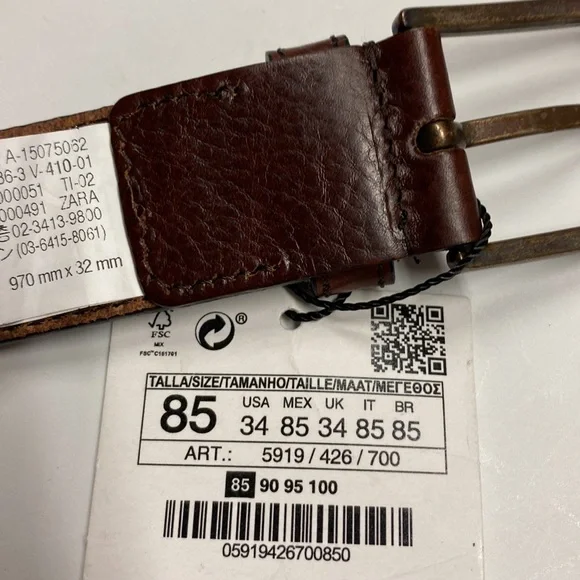 A-15075062
36-3 V-410-01
000051 TI-02
000491 ZARA
02-3413-9800
(03-6415-8061)
970 mm x 32 mm
FSC
MIX
FSC™ C151761
®
TALLA/SIZE/TAMANHO/TAILLE/MAAT/ΜΕΓΕΘΟΣ
85
USA MEX UK IT BR
34 85 34 85 85
ART.: 5919 / 426 / 700
85 90 95 100
05919426700850